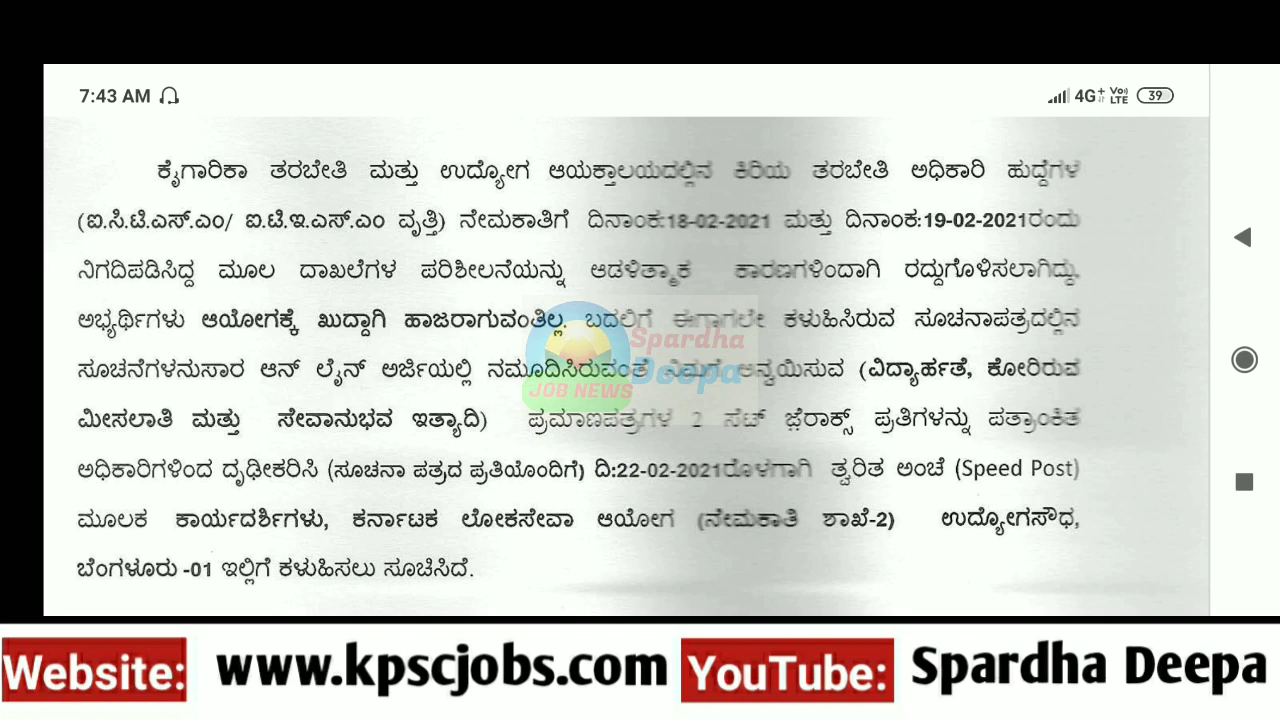 7:43 AM 4G+ Vo)) LTE 39
ಕೈಗಾರಿಕಾ ತರಬೇತಿ ಮತ್ತು ಉದ್ಯೋಗ ಆಯಕ್ತಾಲಯದಲ್ಲಿನ ಕಿರಿಯ ತರಬೇತಿ ಅಧಿಕಾರಿ ಹುದ್ದೆಗಳ
(ಐ.ಸಿ.ಟಿ.ಎಸ್.ಎಂ/ ಐ.ಟಿ.ಇ.ಎಸ್.ಎಂ ವೃತ್ತಿ) ನೇಮಕಾತಿಗೆ ದಿನಾಂಕ:18-02-2021 ಮತ್ತು ದಿನಾಂಕ:19-02-2021ರಂದು
ನಿಗದಿಪಡಿಸಿದ್ದ ಮೂಲ ದಾಖಲೆಗಳ ಪರಿಶೀಲನೆಯನ್ನು ಆಡಳಿತ್ಮಾಕ ಕಾರಣಗಳಿಂದಾಗಿ ರದ್ದುಗೊಳಿಸಲಾಗಿದ್ದು,
ಅಭ್ಯರ್ಥಿಗಳು ಆಯೋಗಕ್ಕೆ ಖುದ್ದಾಗಿ ಹಾಜರಾಗುವಂತಿಲ್ಲ. ಬದಲಿಗೆ ಈಗಾಗಲೇ ಕಳುಹಿಸಿರುವ ಸೂಚನಾಪತ್ರದಲ್ಲಿನ
ಸೂಚನೆಗಳನುಸಾರ ಆನ್ ಲೈನ್ ಅರ್ಜಿಯಲ್ಲಿ ನಮೂದಿಸಿರುವಂತೆ ನಿಮಗೆ ಅನ್ವಯಿಸುವ (ವಿದ್ಯಾರ್ಹತೆ, ಕೋರಿರುವ
ಮೀಸಲಾತಿ ಮತ್ತು ಸೇವಾನುಭವ ಇತ್ಯಾದಿ) ಪ್ರಮಾಣಪತ್ರಗಳ 2 ಸೆಟ್ ಜೆರಾಕ್ಸ್ ಪ್ರತಿಗಳನ್ನು ಪತ್ರಾಂಕಿತ
ಅಧಿಕಾರಿಗಳಿಂದ ದೃಢೀಕರಿಸಿ (ಸೂಚನಾ ಪತ್ರದ ಪ್ರತಿಯೊಂದಿಗೆ) ದಿ:22-02-2021ರೊಳಗಾಗಿ ತ್ವರಿತ ಅಂಚೆ (Speed Post)
ಮೂಲಕ ಕಾರ್ಯದರ್ಶಿಗಳು, ಕರ್ನಾಟಕ ಲೋಕಸೇವಾ ಆಯೋಗ (ನೇಮಕಾತಿ ಶಾಖೆ-2) ಉದ್ಯೋಗಸೌಧ,
ಬೆಂಗಳೂರು -01 ಇಲ್ಲಿಗೆ ಕಳುಹಿಸಲು ಸೂಚಿಸಿದೆ.
Spardha
Deepa
JOB NEWS
Website: www.kpscjobs.com YouTube: Spardha Deepa